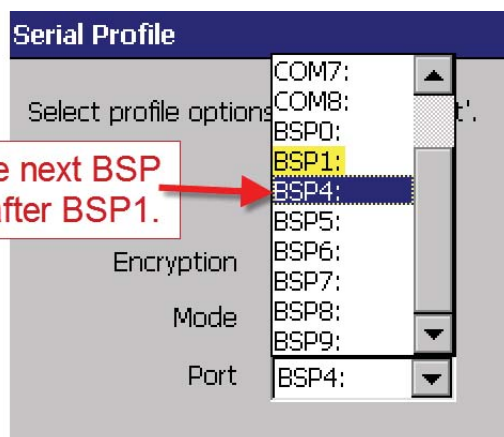 Serial Profile
COM7:
Select profile options
COM8:
t'.
BSP0:
BSP1:
e next BSP
BSP4:
after BSP1.
BSP5:
Encryption
BSP6:
BSP7:
Mode
BSP8:
BSP9:
Port
BSP4: